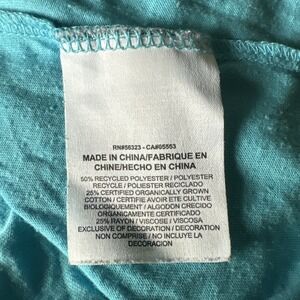 RN#56323 - CA#05553
MADE IN CHINA/FABRIQUE EN
CHINE/HECHO EN CHINA
50% RECYCLED POLYESTER / POLYESTER
RECYCLE / POLIESTER RECICLADO
25% CERTIFIED ORGANICALLY GROWN
COTTON / CERTIFIE AVOIR ETE CULTIVE
BIOLOGIQUEMENT / ALGODON CRECIDO
ORGANICAMENTE CERTIFICADO
25% RAYON / VISCOSE / VISCOSA
EXCLUSIVE OF DECORATION / DECORATION
NON COMPRISE / NO INCLUYE LA
DECORACION